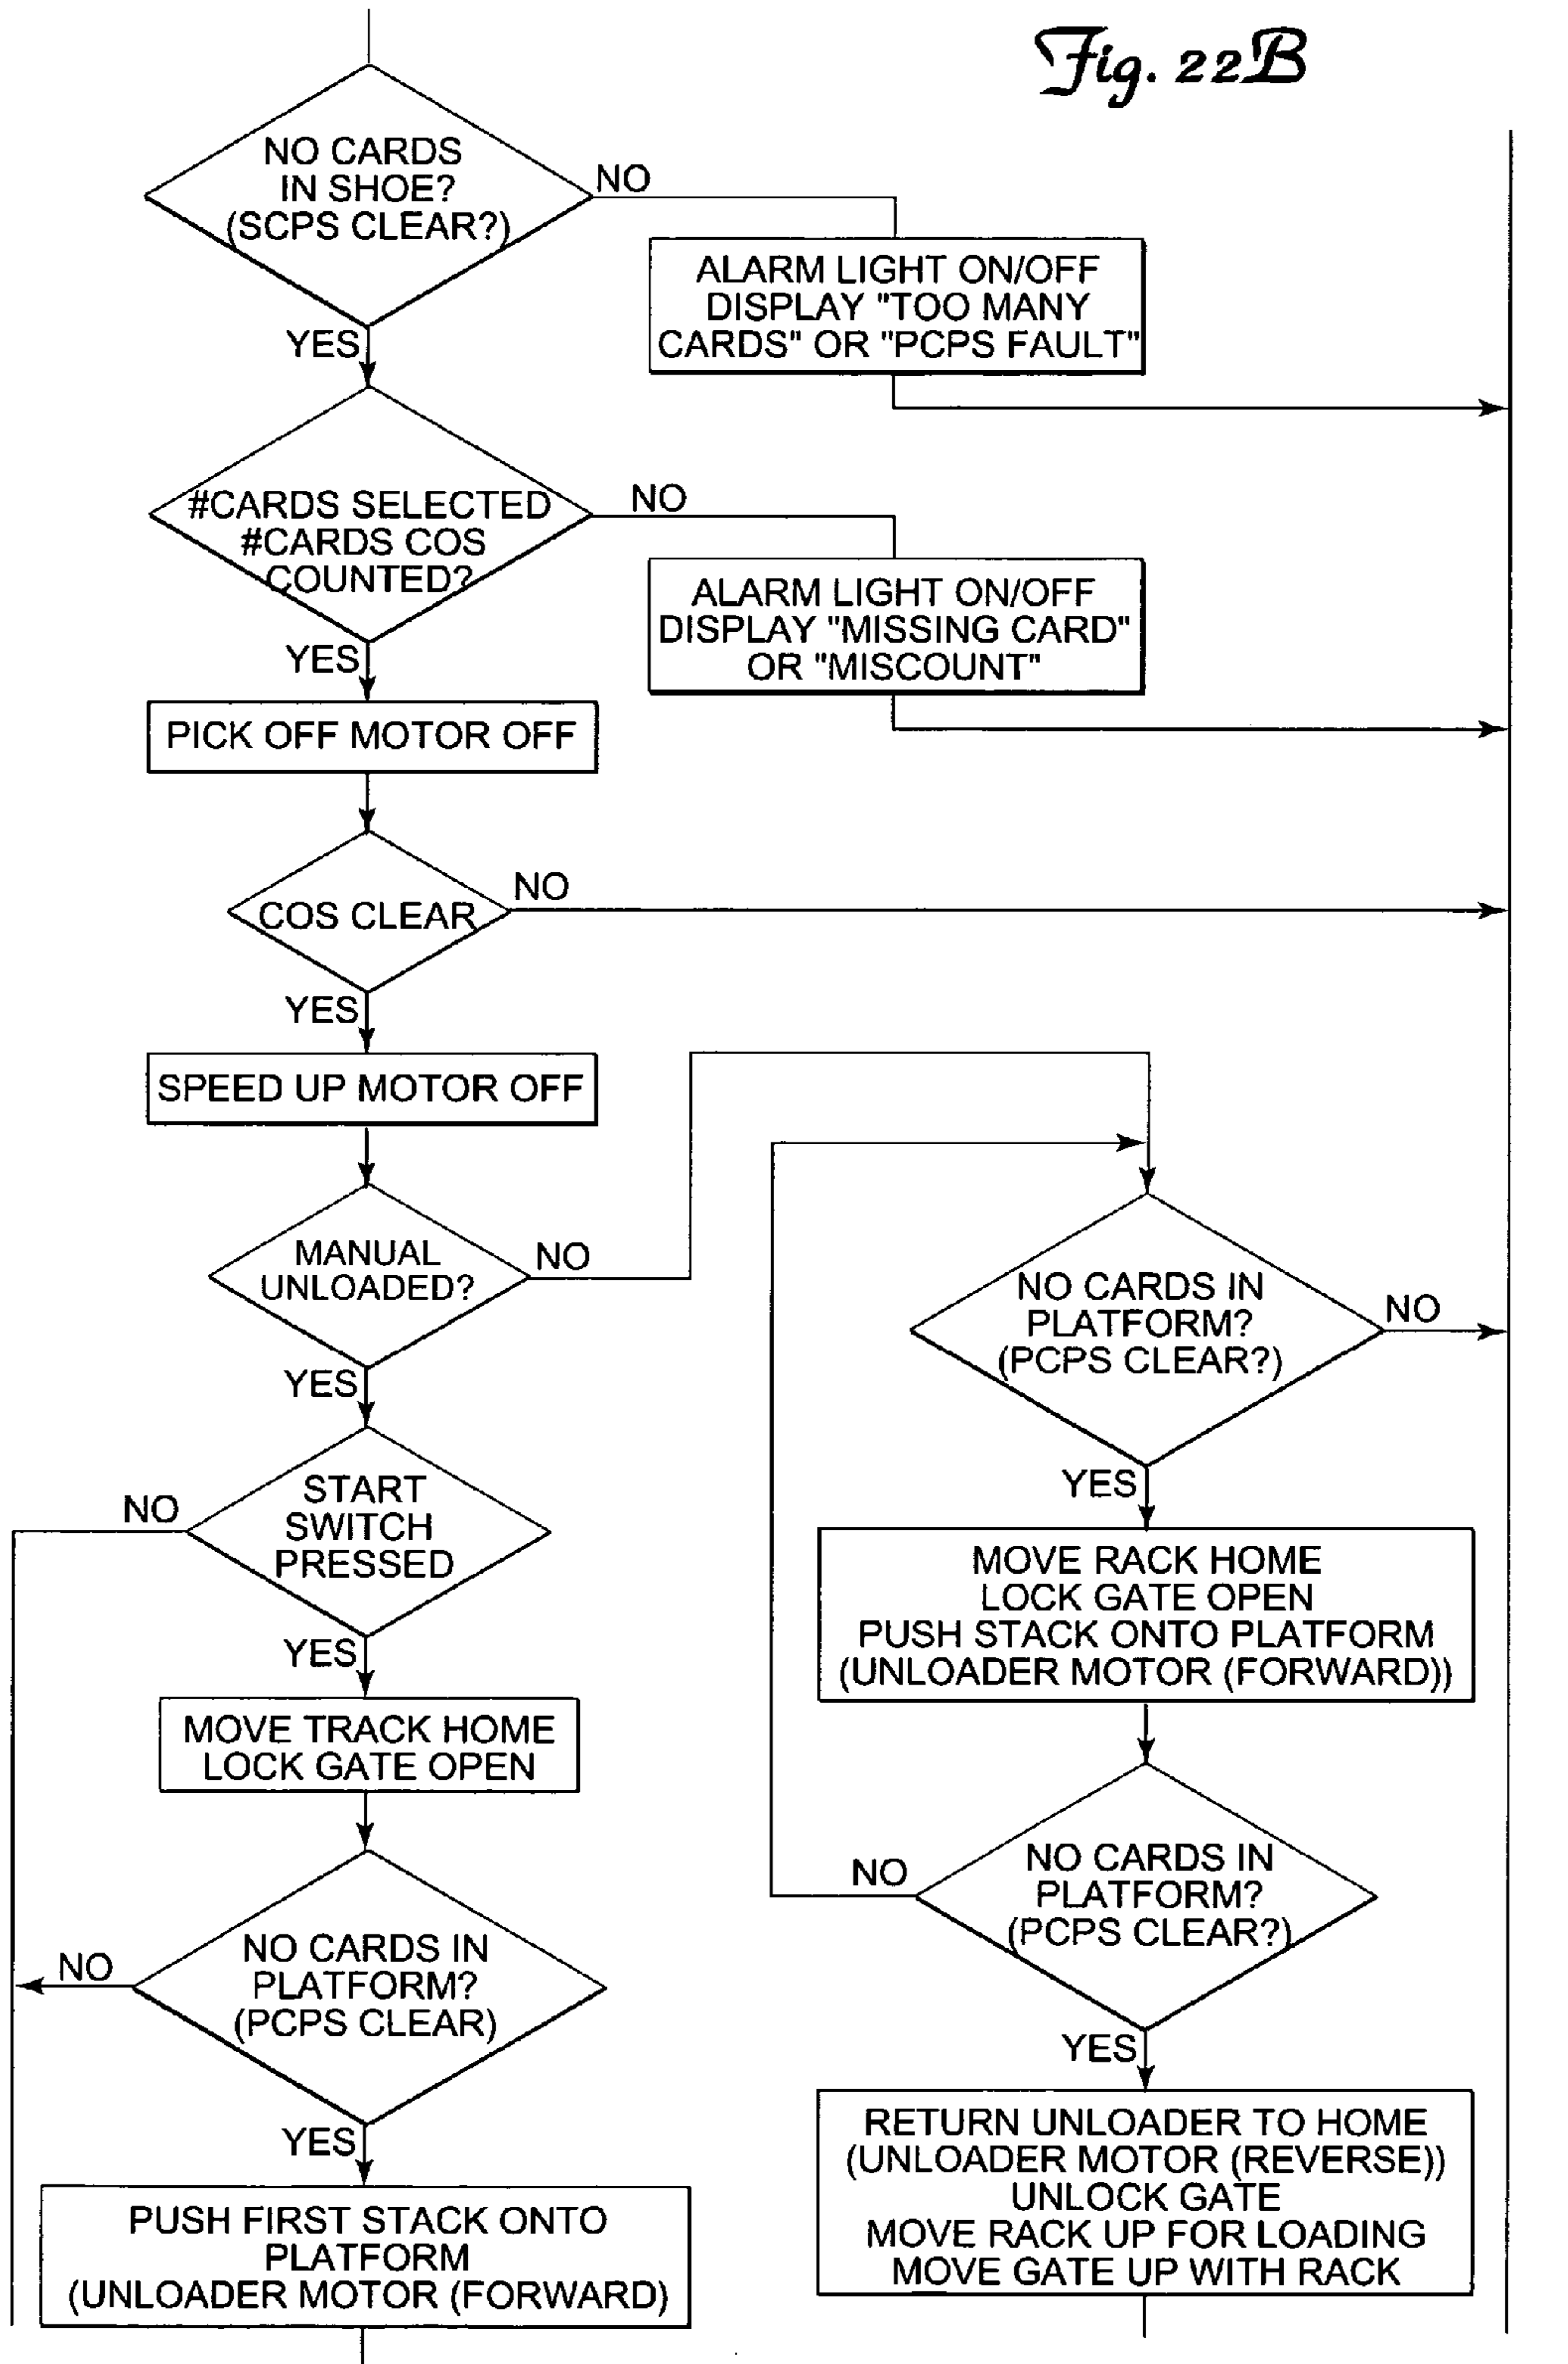 Fig. 22B
NO CARDS
IN SHOE?
(SCPS CLEAR?)
NO
ALARM LIGHT ON/OFF
DISPLAY "TOO MANY
CARDS" OR "PCPS FAULT"
YES
#CARDS SELECTED
#CARDS COS
COUNTED?
NO
ALARM LIGHT ON/OFF
DISPLAY "MISSING CARD"
OR "MISCOUNT"
YES
PICK OFF MOTOR OFF
COS CLEAR
NO
YES
SPEED UP MOTOR OFF
MANUAL
UNLOADED?
NO
YES
START
SWITCH
PRESSED
NO
YES
MOVE TRACK HOME
LOCK GATE OPEN
NO CARDS IN
PLATFORM?
(PCPS CLEAR)
NO
YES
PUSH FIRST STACK ONTO
PLATFORM
(UNLOADER MOTOR (FORWARD)
NO CARDS IN
PLATFORM?
(PCPS CLEAR?)
NO
YES
MOVE RACK HOME
LOCK GATE OPEN
PUSH STACK ONTO PLATFORM
(UNLOADER MOTOR (FORWARD))
NO CARDS IN
PLATFORM?
(PCPS CLEAR?)
NO
YES
RETURN UNLOADER TO HOME
(UNLOADER MOTOR (REVERSE))
UNLOCK GATE
MOVE RACK UP FOR LOADING
MOVE GATE UP WITH RACK